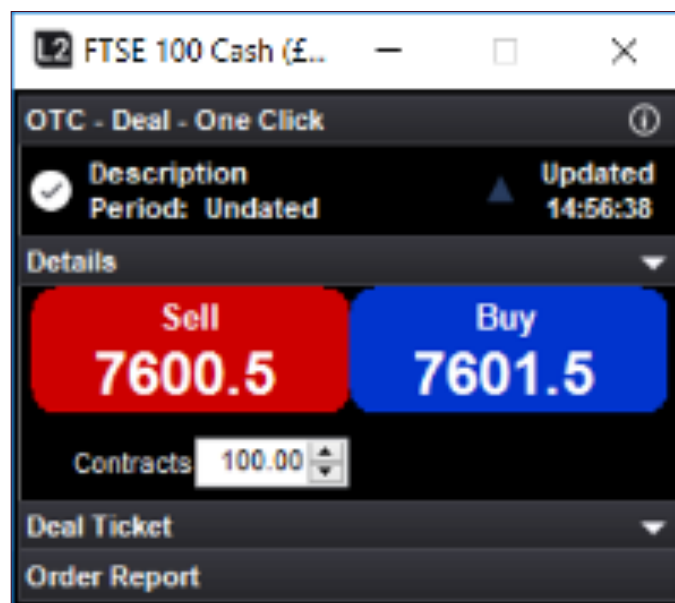 L2 FTSE 100 Cash (£...
OTC - Deal - One Click
Description
Period: Undated
Updated
14:56:38
Details
Sell
7600.5
Buy
7601.5
Contracts 100.00
Deal Ticket
Order Report